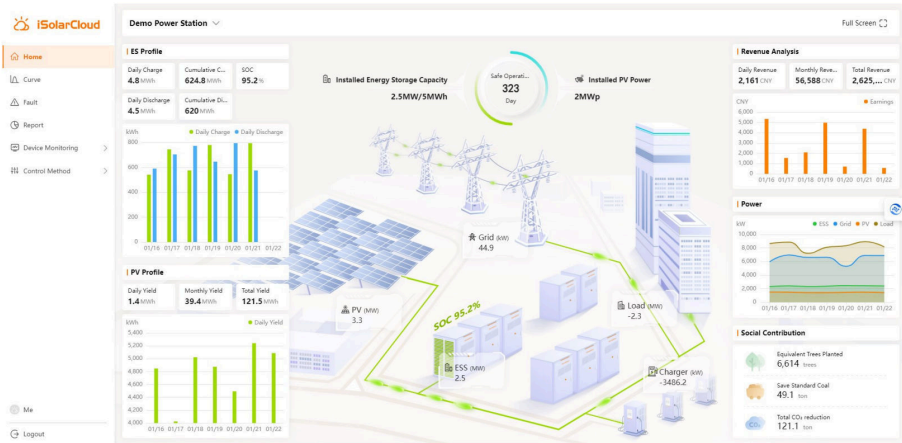 iSolarCloud
Home
Curve
Fault
Report
Device Monitoring
Control Method
Me
Logout
Demo Power Station
Full Screen
ES Profile
Daily Charge
4.8 MWh
Cumulative C...
624.8 MWh
SOC
95.2 %
Daily Discharge
4.5 MWh
Cumulative Di...
620 MWh
kWh
Daily Charge
Daily Discharge
800
600
400
200
0
01/16 01/17 01/18 01/19 01/20 01/21 01/22
PV Profile
Daily Yield
1.4 MWh
Monthly Yield
39.4 MWh
Total Yield
121.5 MWh
kWh
Daily Yield
5,400
5,200
5,000
4,800
4,600
4,400
4,200
4,000
01/16 01/17 01/18 01/19 01/20 01/21 01/22
Installed Energy Storage Capacity
2.5MW/5MWh
Safe Operati...
323
Day
Installed PV Power
2MWp
Grid (kW)
44.9
PV (MW)
3.3
SOC 95.2%
ESS (MW)
2.5
Load (MW)
-2.3
Charger (kW)
-3486.2
Revenue Analysis
Daily Revenue
2,161 CNY
Monthly Reve...
56,588 CNY
Total Revenue
2,625,... CNY
CNY
Earnings
6,000
5,000
4,000
3,000
2,000
1,000
0
01/16 01/17 01/18 01/19 01/20 01/21 01/22
Power
kW
ESS
Grid
PV
Load
10,000
8,000
6,000
4,000
2,000
0
01/16 01/17 01/18 01/19 01/20 01/21 01/22
Social Contribution
Equivalent Trees Planted
6,614 trees
Save Standard Coal
49.1 ton
CO₂
Total CO₂ reduction
121.1 ton